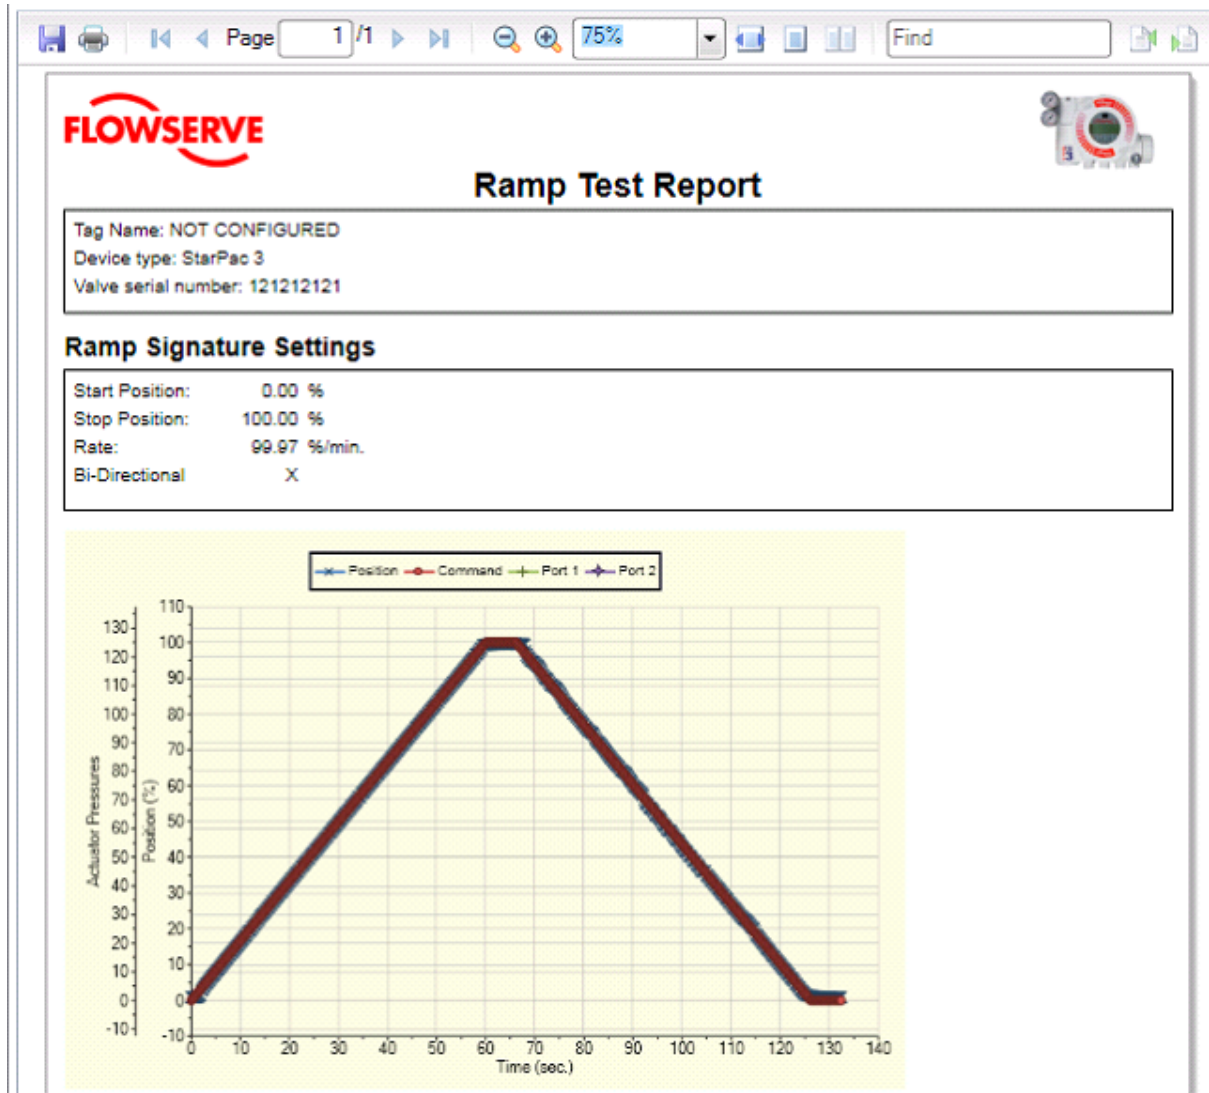 Page 1 /1 75% Find
FLOWSERVE
Ramp Test Report
Tag Name: NOT CONFIGURED
Device type: StarPac 3
Valve serial number: 121212121
Ramp Signature Settings
Start Position: 0.00 %
Stop Position: 100.00 %
Rate: 99.97 %/min.
Bi-Directional X
Position Command Port 1 Port 2
Actuator Pressures
130
120
110
100
90
80
70
60
50
40
30
20
10
0
-10
Position (%)
110
100
90
80
70
60
50
40
30
20
10
0
-10
0 10 20 30 40 50 60 70 80 90 100 110 120 130 140
Time (sec.)